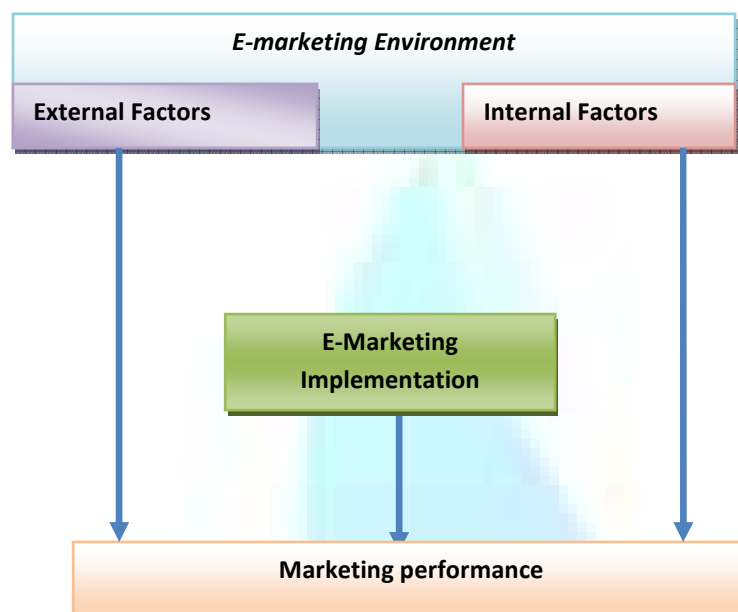 E-marketing Environment
External Factors
Internal Factors
E-Marketing
Implementation
Marketing performance